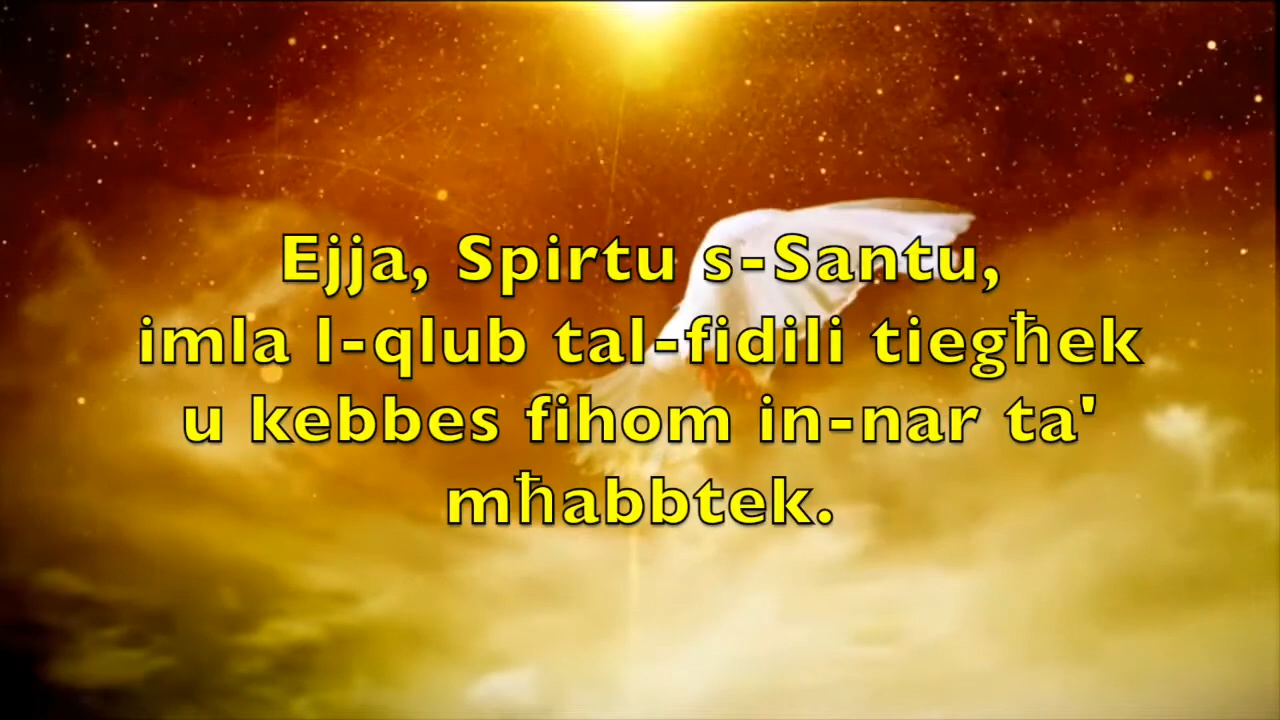 Ejja, Spirtu s-Santu,
imla l-qlub tal-fidili tiegħek
u kebbes fihom in-nar ta'
mħabbtek.